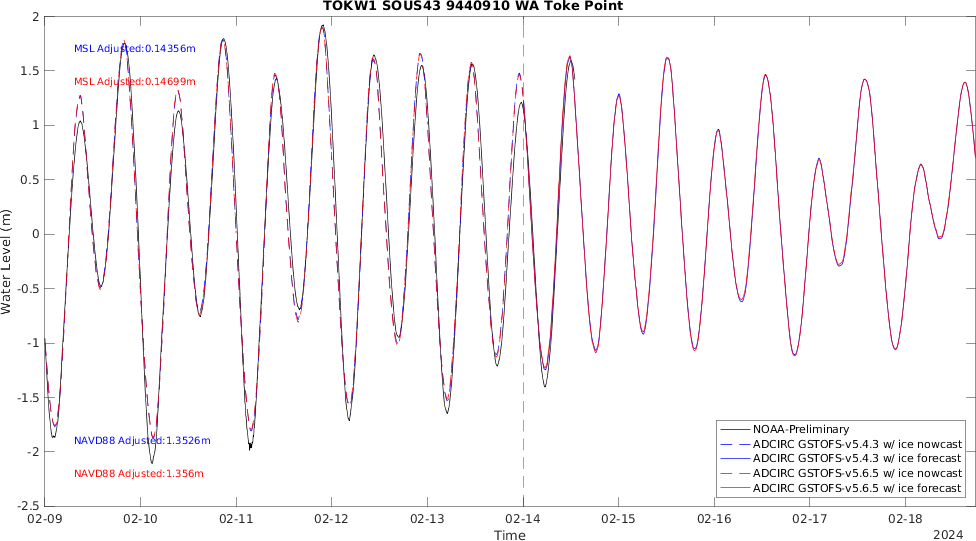 TOKW1 SOUS43 9440910 WA Toke Point
2
1.5
1
0.5
0
-0.5
-1
-1.5
-2
-2.5
Water Level (m)
MSL Adjusted:0.14356m
MSL Adjusted:0.14699m
NAVD88 Adjusted:1.3526m
NAVD88 Adjusted:1.356m
NOAA-Preliminary
ADCIRC GSTOFS-v5.4.3 w/ ice nowcast
ADCIRC GSTOFS-v5.4.3 w/ ice forecast
ADCIRC GSTOFS-v5.6.5 w/ ice nowcast
ADCIRC GSTOFS-v5.6.5 w/ ice forecast
02-09 02-10 02-11 02-12 02-13 02-14 02-15 02-16 02-17 02-18
Time
2024